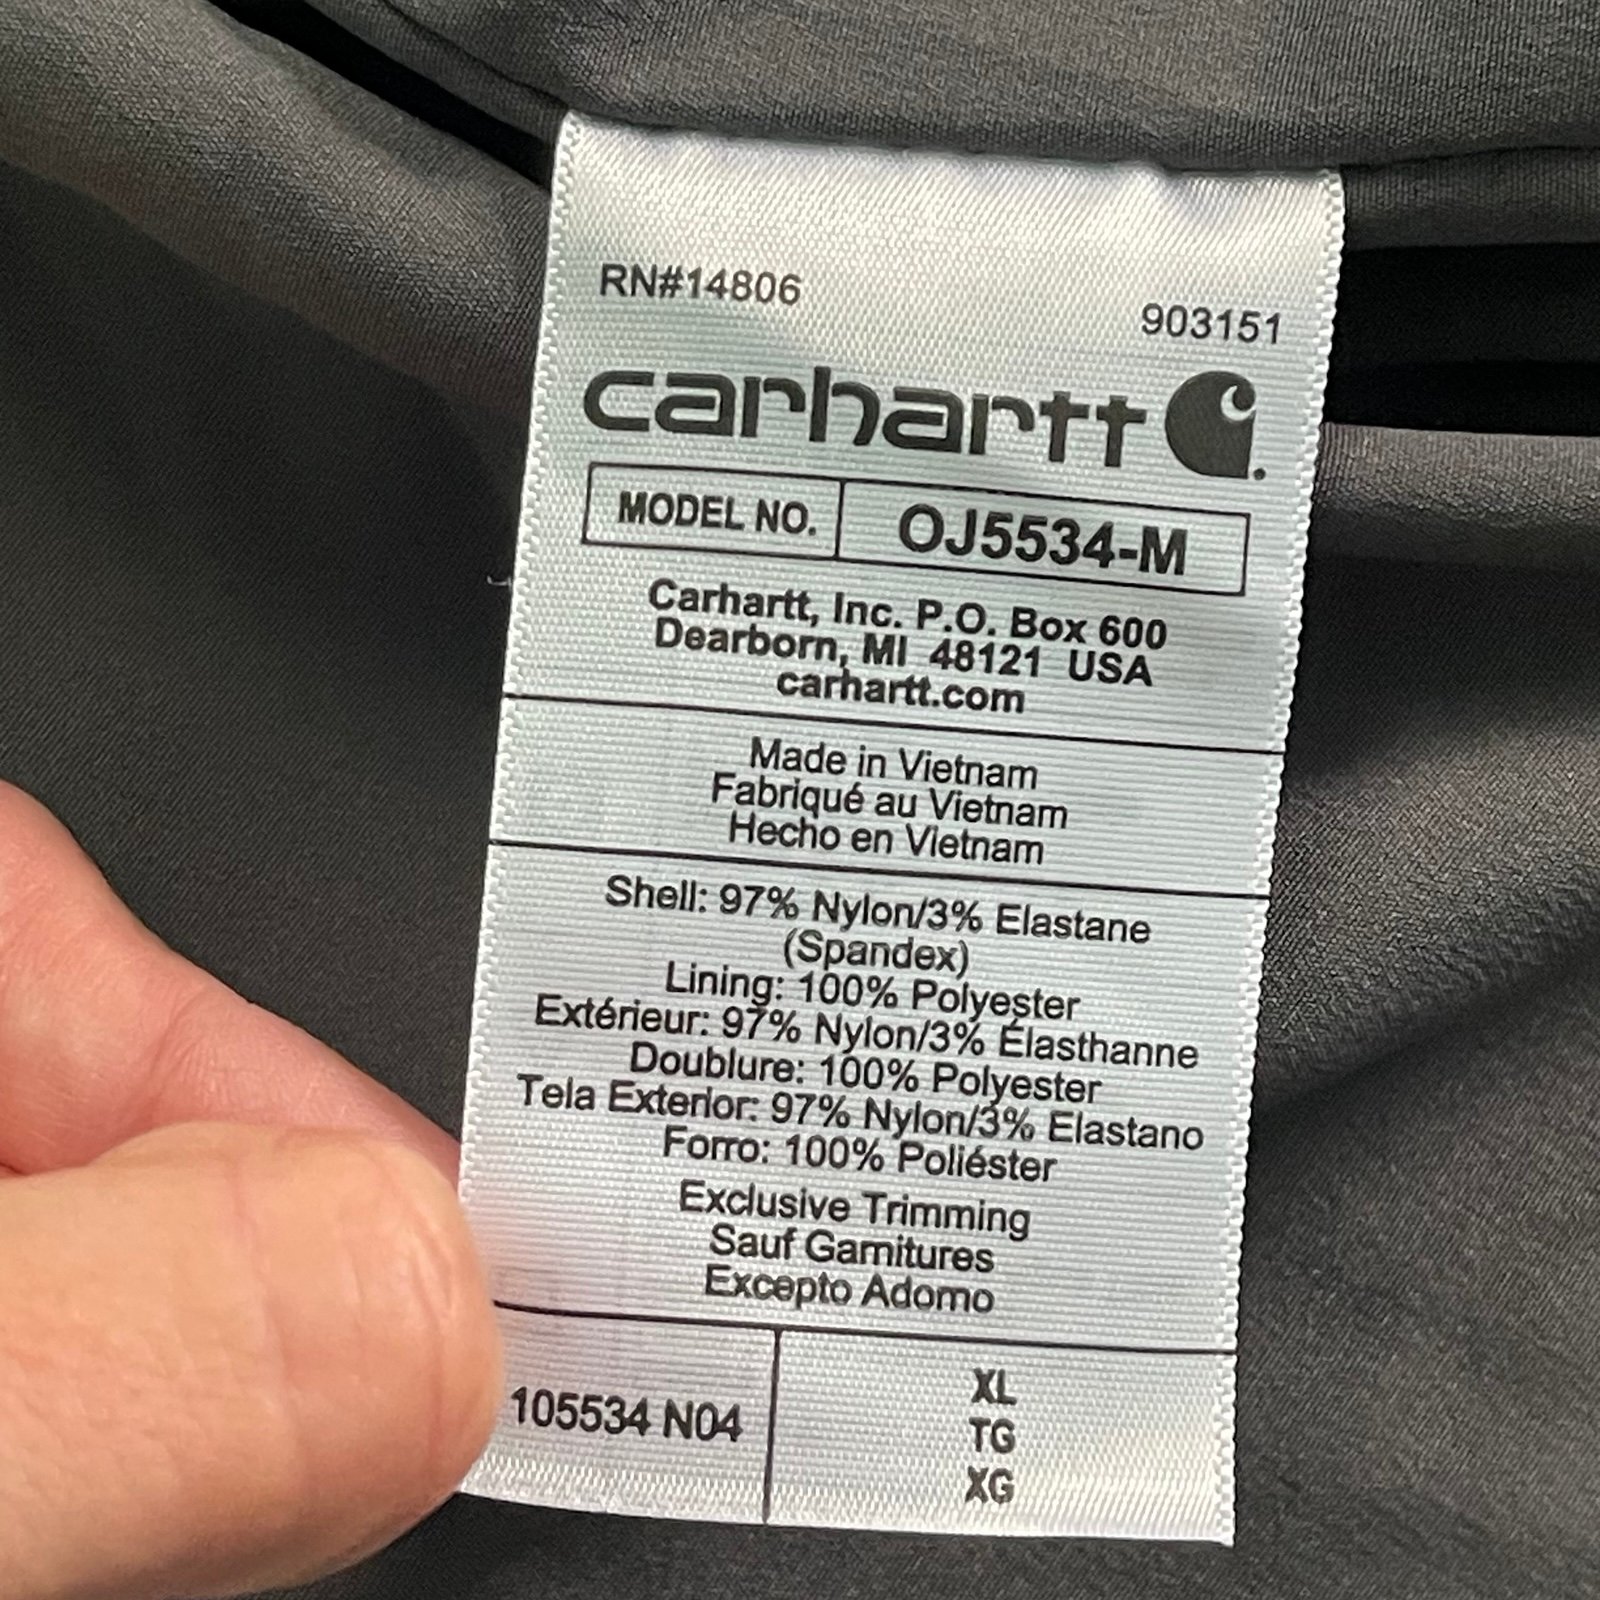 RN#14806
903151
carhartt
MODEL NO. OJ5534-M
Carhartt, Inc. P.O. Box 600
Dearborn, MI 48121 USA
carhartt.com
Made in Vietnam
Fabriqué au Vietnam
Hecho en Vietnam
Shell: 97% Nylon/3% Elastane
(Spandex)
Lining: 100% Polyester
Extérieur: 97% Nylon/3% Élasthanne
Doublure: 100% Polyester
Tela Exterior: 97% Nylon/3% Elastano
Forro: 100% Poliéster
Exclusive Trimming
Sauf Garnitures
Excepto Adorno
105534 N04
XL
TG
XG